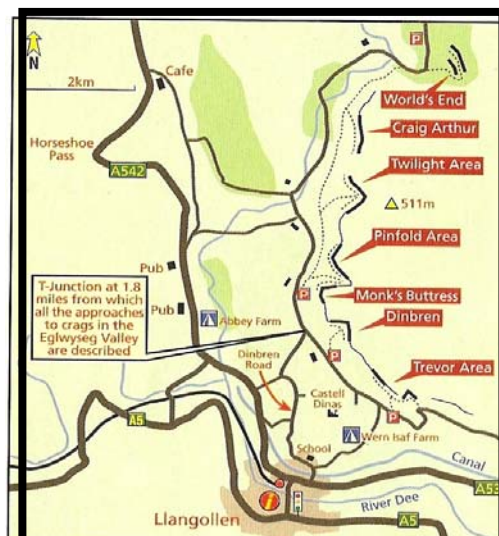 N
2km
Cafe
P
World's End
Craig Arthur
Horseshoe
Pass
A542
Twilight Area
511m
Pinfold Area
Pub
T-Junction at 1.8
miles from which
all the approaches
to crags in the
Eglwyseg Valley
are described
Pub
P
Monk's Buttress
Abbey Farm
Dinbren
Dinbren
Road
P
Trevor Area
Castell
Dinas
A5
P
Wern Isaf Farm
School
Canal
A53
River Dee
i
Llangollen
A5